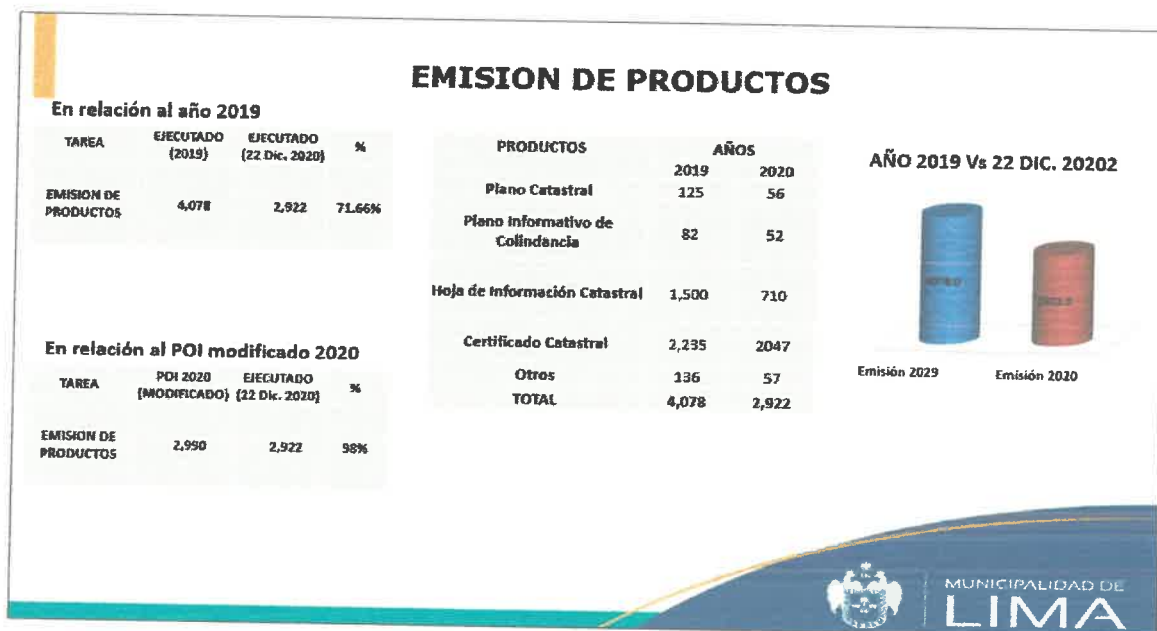 EMISION DE PRODUCTOS
En relación al año 2019
TAREA EJECUTADO (2019) EJECUTADO (22 Dic. 2020) %
EMISION DE PRODUCTOS 4,078 2,922 71.66%
En relación al POI modificado 2020
TAREA POI 2020 (MODIFICADO) EJECUTADO (22 Dic. 2020) %
EMISION DE PRODUCTOS 2,990 2,922 98%
PRODUCTOS AÑOS
2019 2020
Plano Catastral 125 56
Plano Informativo de Colindancia 82 52
Hoja de Información Catastral 1,500 710
Certificado Catastral 2,235 2047
Otros 136 57
TOTAL 4,078 2,922
AÑO 2019 Vs 22 DIC. 20202
Emisión 2029 Emisión 2020
MUNICIPALIDAD DE
LIMA